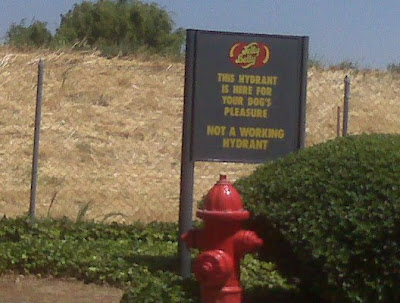 Jelly
Belly
THIS HYDRANT
IS HERE FOR
YOUR DOG'S
PLEASURE
NOT A WORKING
HYDRANT